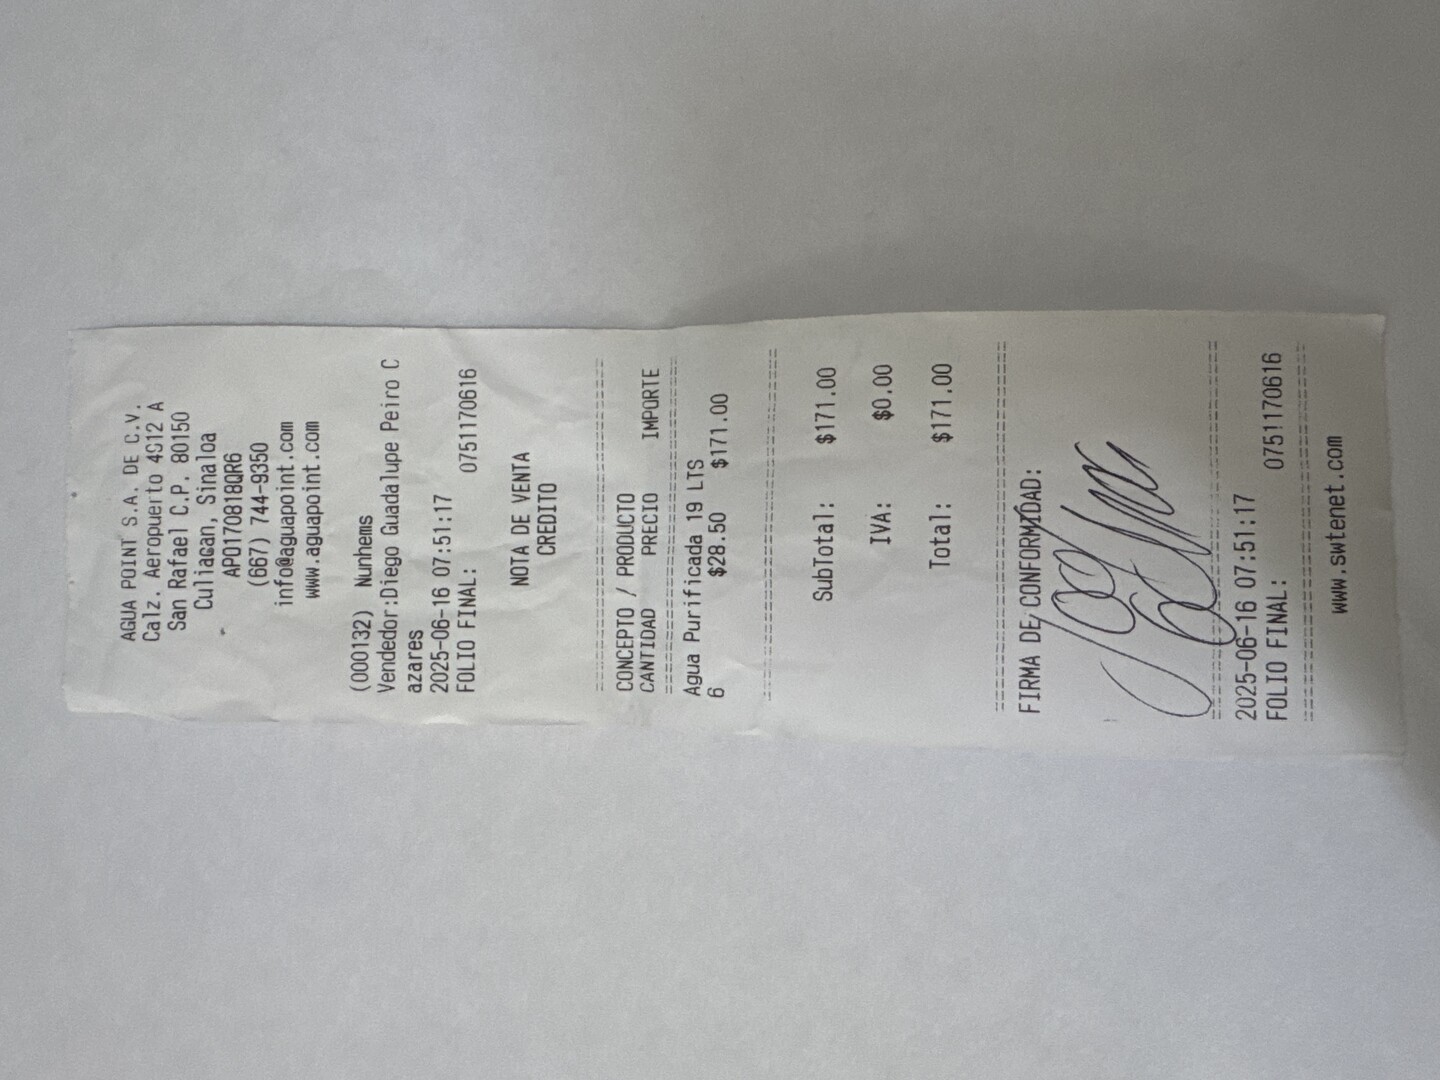 AGUA POINT S.A. DE C.V.
Calz. Aeropuerto 4912 A
San Rafael C.P. 80150
Culiacan, Sinaloa
APO170818QR6
(667) 744-9350
info@aguapoint.com
www.aguapoint.com
(000132) Nunhems
Vendedor:Diego Guadalupe Peiro C
azares
2025-06-16 07:51:17
FOLIO FINAL: 0751170616
NOTA DE VENTA
CREDITO
CONCEPTO / PRODUCTO
CANTIDAD PRECIO IMPORTE
Agua Purificada 19 LTS
6 $28.50 $171.00
SubTotal: $171.00
IVA: $0.00
Total: $171.00
FIRMA DE CONFORMIDAD:
2025-06-16 07:51:17
FOLIO FINAL: 0751170616
www.swtenet.com